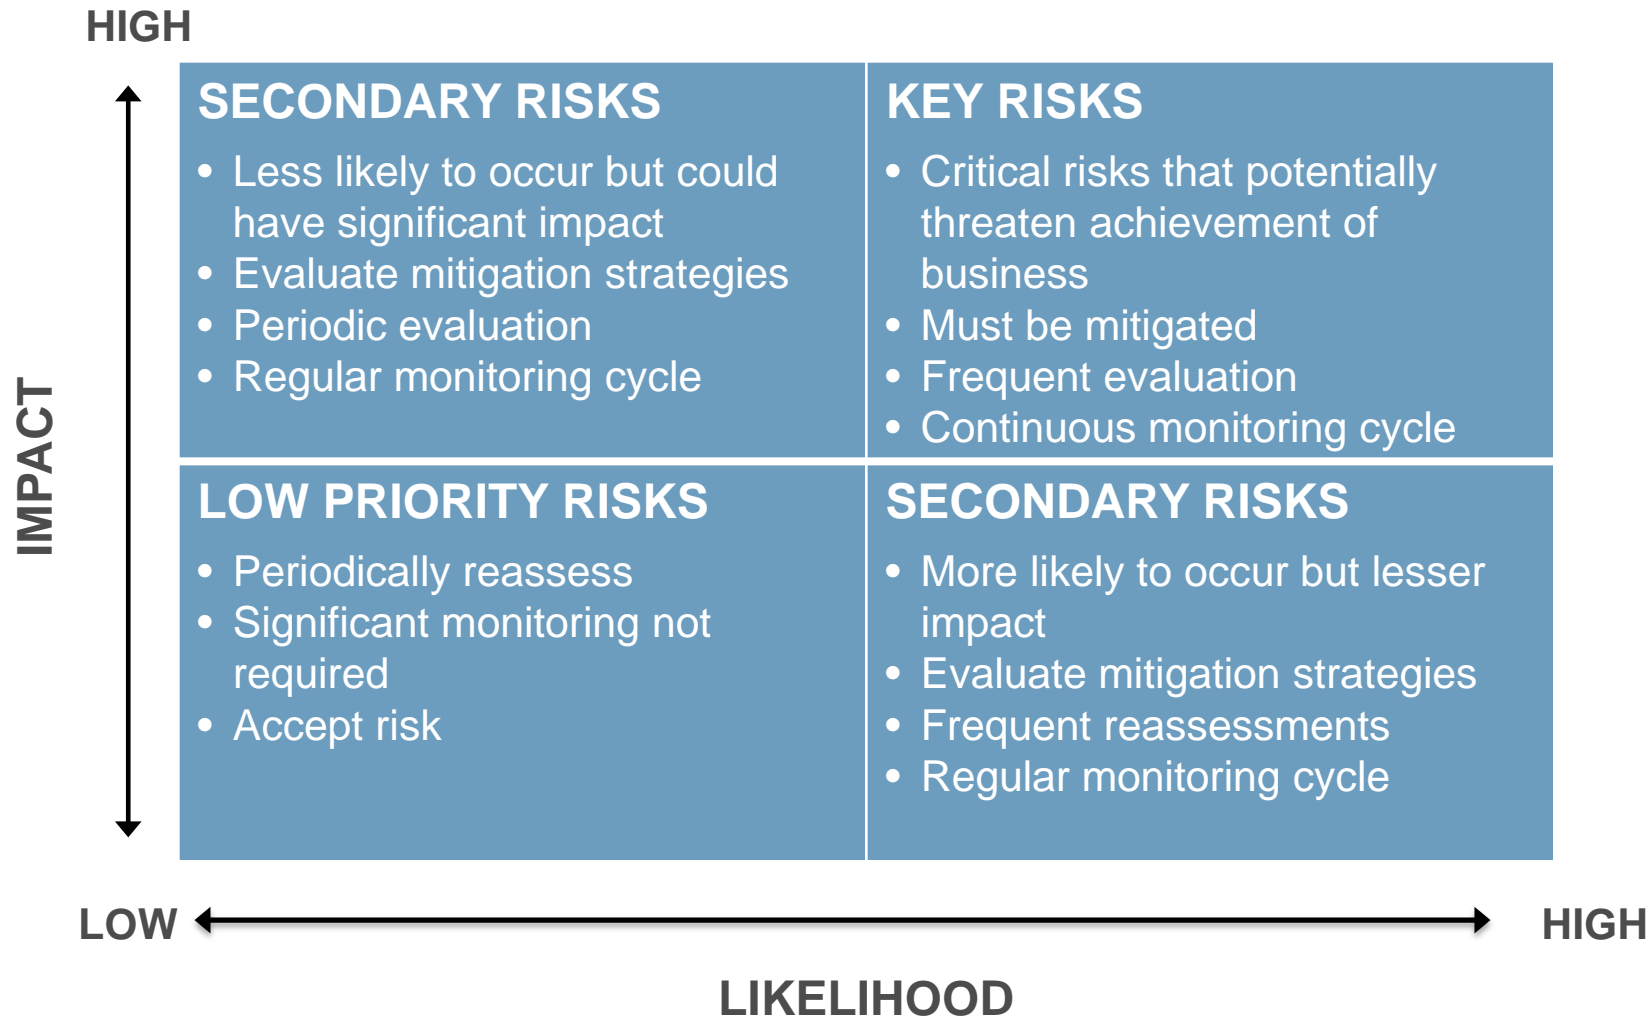 HIGH
SECONDARY RISKS
• Less likely to occur but could
have significant impact
• Evaluate mitigation strategies
• Periodic evaluation
• Regular monitoring cycle
KEY RISKS
• Critical risks that potentially
threaten achievement of
business
• Must be mitigated
• Frequent evaluation
• Continuous monitoring cycle
IMPACT
LOW PRIORITY RISKS
• Periodically reassess
• Significant monitoring not
required
• Accept risk
SECONDARY RISKS
• More likely to occur but lesser
impact
• Evaluate mitigation strategies
• Frequent reassessments
• Regular monitoring cycle
LOW
HIGH
LIKELIHOOD